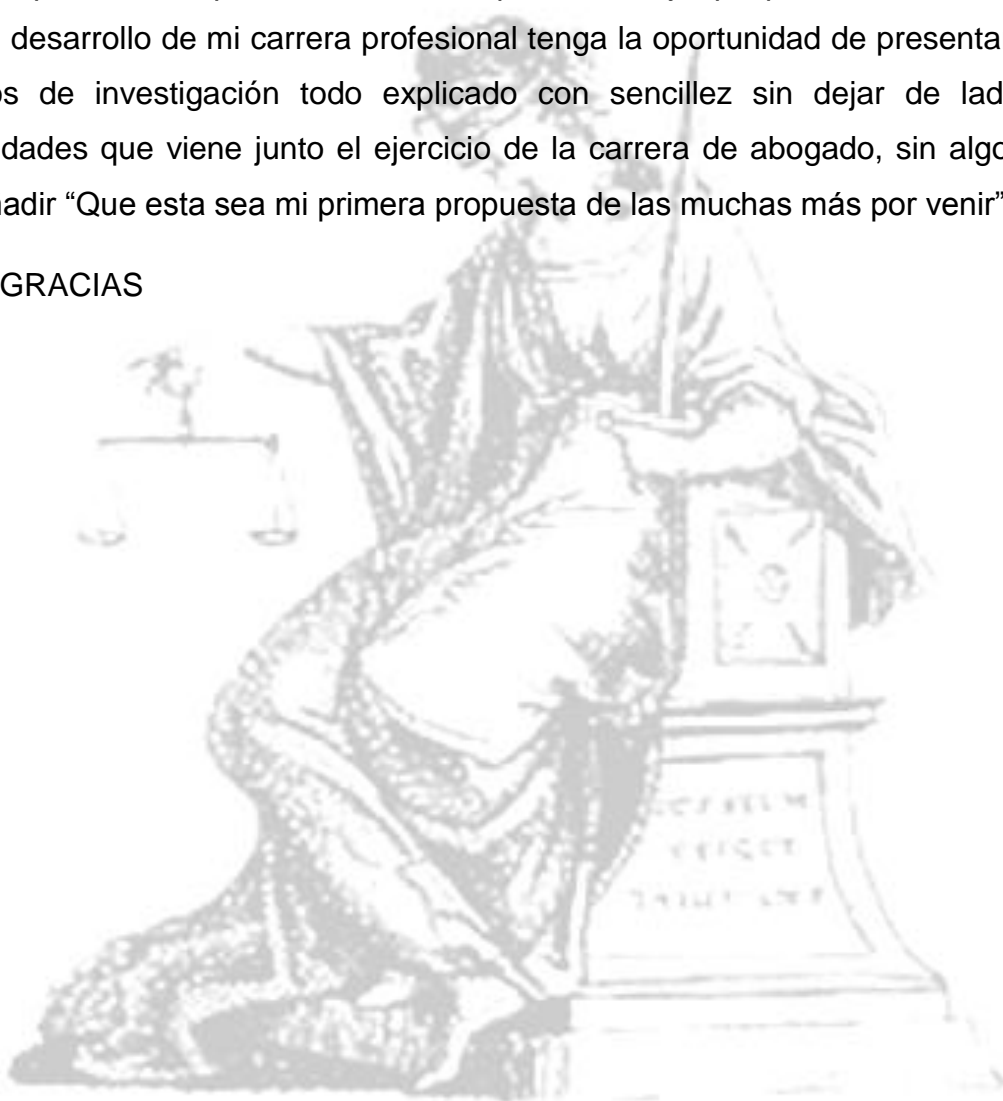 desarrollo de mi carrera profesional tenga la oportunidad de presenta
os de investigación todo explicado con sencillez sin dejar de lad
dades que viene junto el ejercicio de la carrera de abogado, sin algo
nadir “Que esta sea mi primera propuesta de las muchas más por venir”
GRACIAS